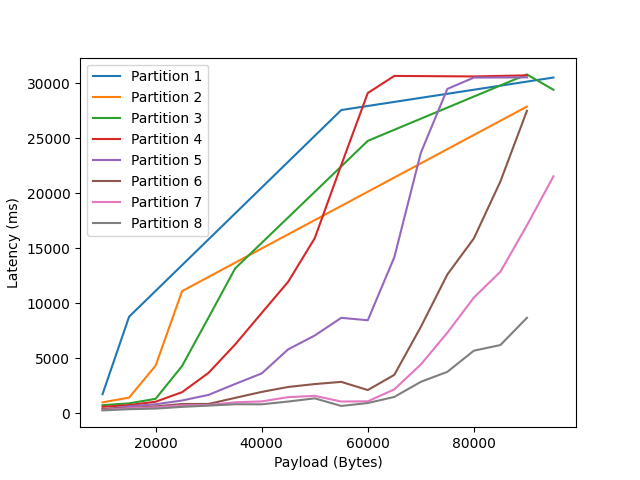 30000
25000
20000
15000
10000
5000
0
Latency (ms)
Partition 1
Partition 2
Partition 3
Partition 4
Partition 5
Partition 6
Partition 7
Partition 8
20000 40000 60000 80000
Payload (Bytes)